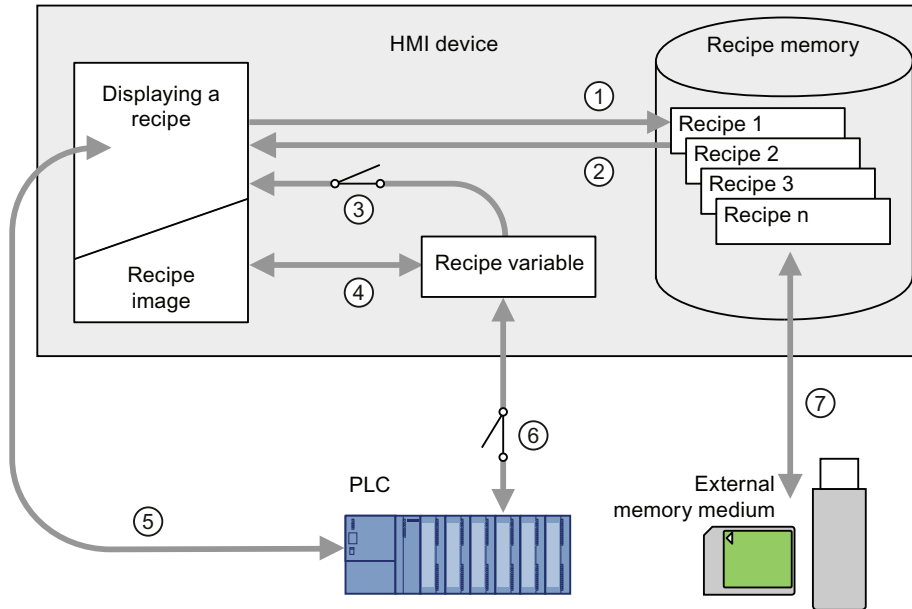 HMI device
Recipe memory
Displaying a
recipe
1
Recipe 1
2
Recipe 2
Recipe 3
Recipe n
3
Recipe variable
4
Recipe
image
7
6
PLC
External
memory medium
5